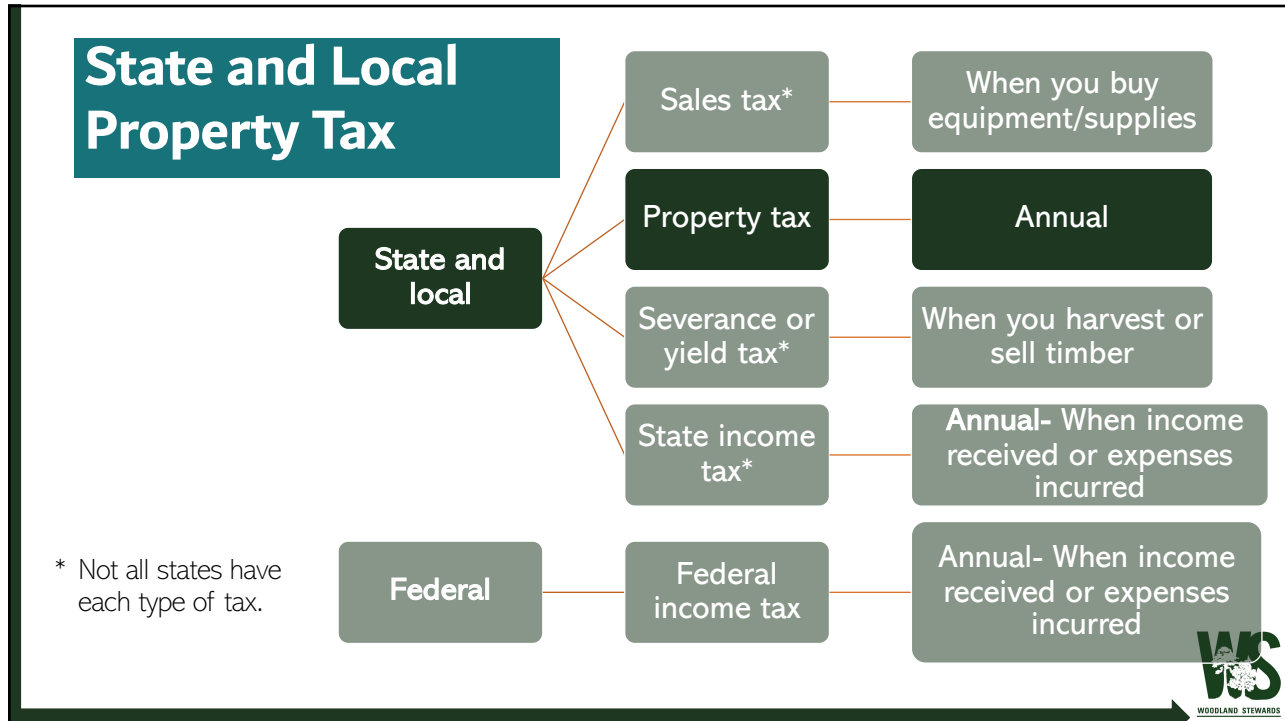 State and Local
Property Tax
State and
local
Sales tax*
When you buy
equipment/supplies
Property tax
Annual
Severance or
yield tax*
When you harvest or
sell timber
State income
tax*
Annual- When income
received or expenses
incurred
Federal
Federal
income tax
Annual- When income
received or expenses
incurred
* Not all states have
each type of tax.
WS
WOODLAND STEWARDS